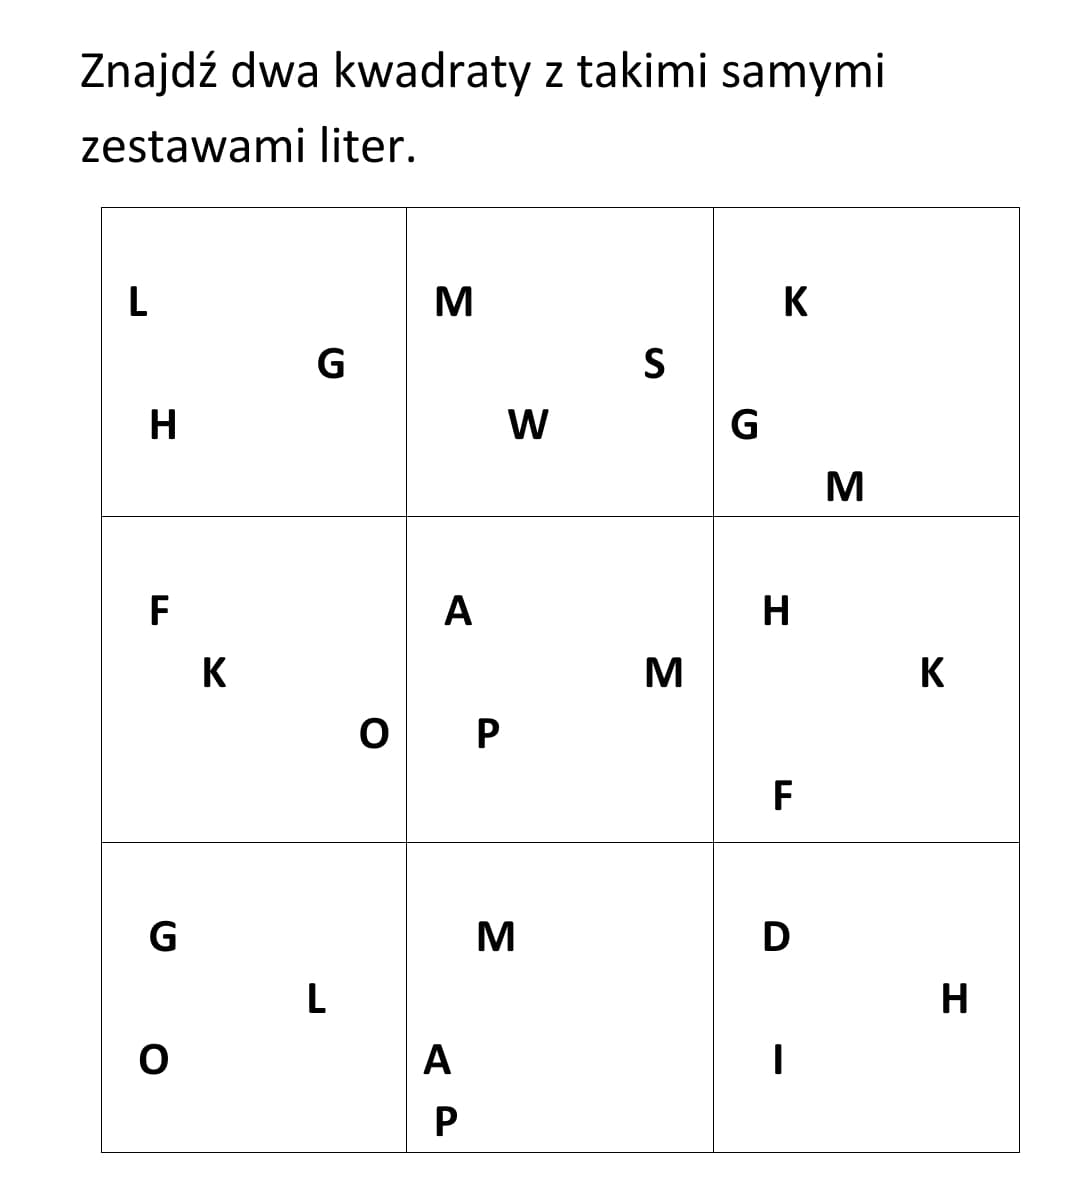 Znajdź dwa kwadraty z takimi samymi
zestawami liter.
L
G
H
M
S
W
K
G
M
F
K
O
A
M
P
H
K
F
G
L
O
M
A
P
D
H
I